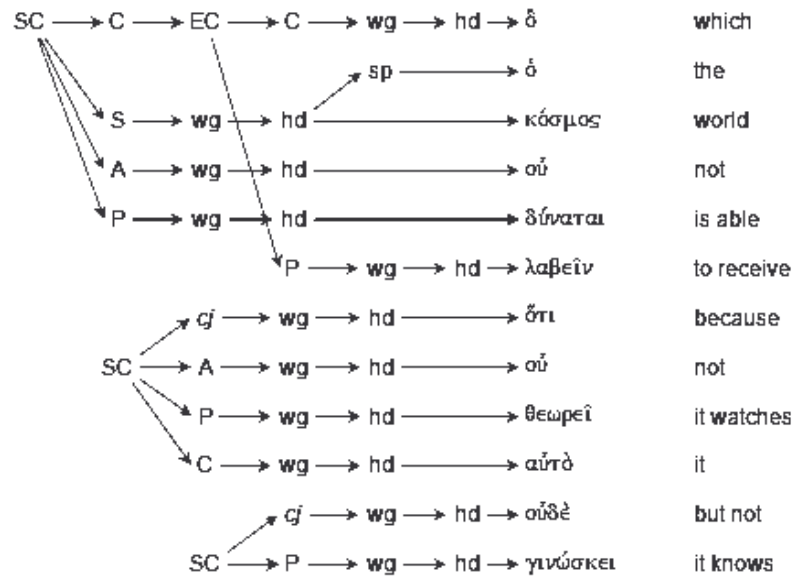 SC C EC C wg hd ὃ which
sp ὁ the
S wg hd κόσμος world
A wg hd οὐ not
P wg hd δύναται is able
P wg hd λαβεῖν to receive
cj wg hd ὅτι because
SC A wg hd οὐ not
P wg hd θεωρεῖ it watches
C wg hd αὐτὸ it
cj wg hd οὐδὲ but not
SC P wg hd γινώσκει it knows